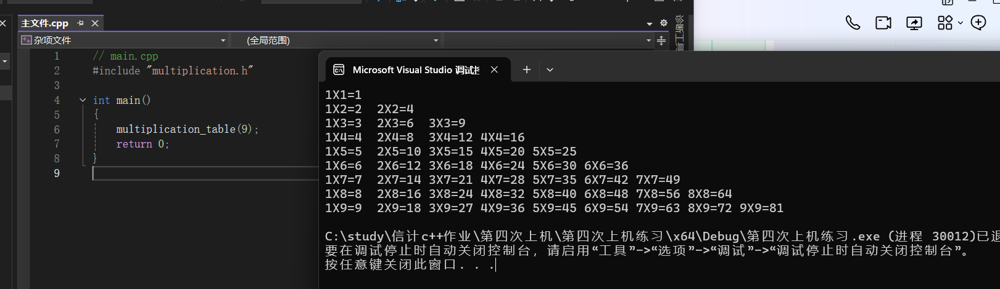 主文件.cpp
诊断工具
杂项文件
(全局范围)
1 // main.cpp
2 #include "multiplication.h"
3
4 int main()
5 {
6 multiplication_table(9);
7 return 0;
8 }
9
Microsoft Visual Studio 调试
1X1=1
1X2=2 2X2=4
1X3=3 2X3=6 3X3=9
1X4=4 2X4=8 3X4=12 4X4=16
1X5=5 2X5=10 3X5=15 4X5=20 5X5=25
1X6=6 2X6=12 3X6=18 4X6=24 5X6=30 6X6=36
1X7=7 2X7=14 3X7=21 4X7=28 5X7=35 6X7=42 7X7=49
1X8=8 2X8=16 3X8=24 4X8=32 5X8=40 6X8=48 7X8=56 8X8=64
1X9=9 2X9=18 3X9=27 4X9=36 5X9=45 6X9=54 7X9=63 8X9=72 9X9=81
C:\study\信计c++作业\第四次上机\第四次上机练习\x64\Debug\第四次上机练习.exe (进程 30012)已退
要在调试停止时自动关闭控制台，请启用“工具”->“选项”->“调试”->“调试停止时自动关闭控制台”。
按任意键关闭此窗口. . .